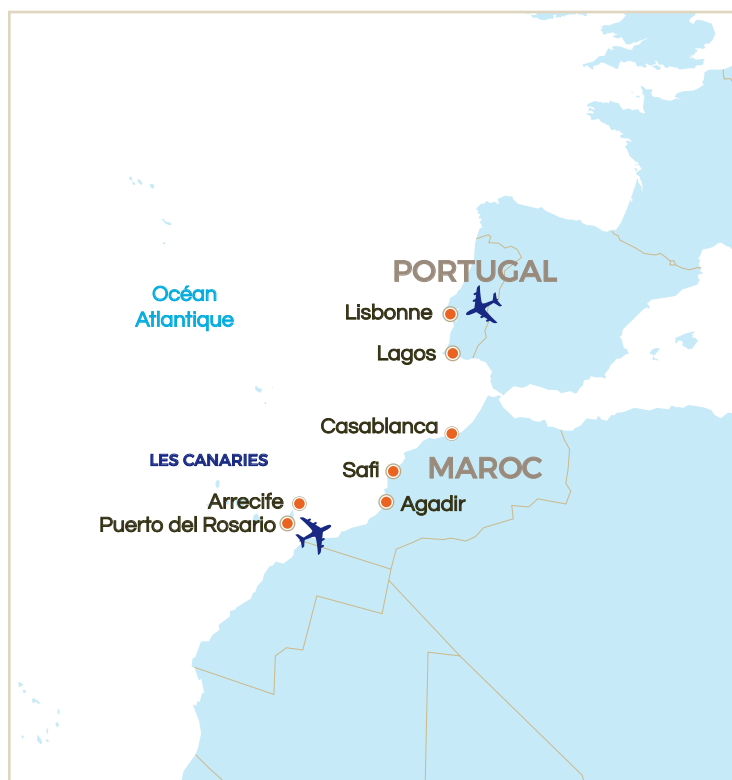 PORTUGAL
Océan
Atlantique
Lisbonne
Lagos
Casablanca
LES CANARIES
Safi
MAROC
Arrecife
Agadir
Puerto del Rosario